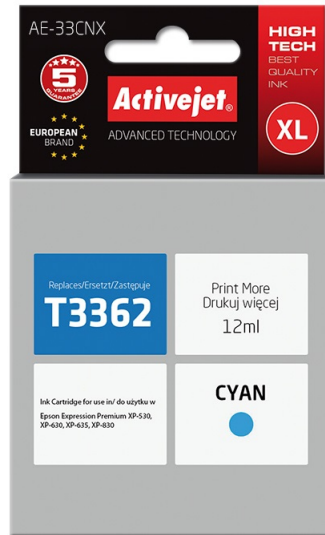 AE-33CNX
HIGH
TECH
BEST
QUALITY
INK
5
YEARS
GUARANTEE
Activejet®
EUROPEAN
BRAND
ADVANCED TECHNOLOGY
XL
Replaces/Ersetzt/Zastępuje
T3362
Print More
Drukuj więcej
12ml
Ink Cartridge for use in/ do użytku w
Epson Expression Premium XP-530,
XP-630, XP-635, XP-830
CYAN